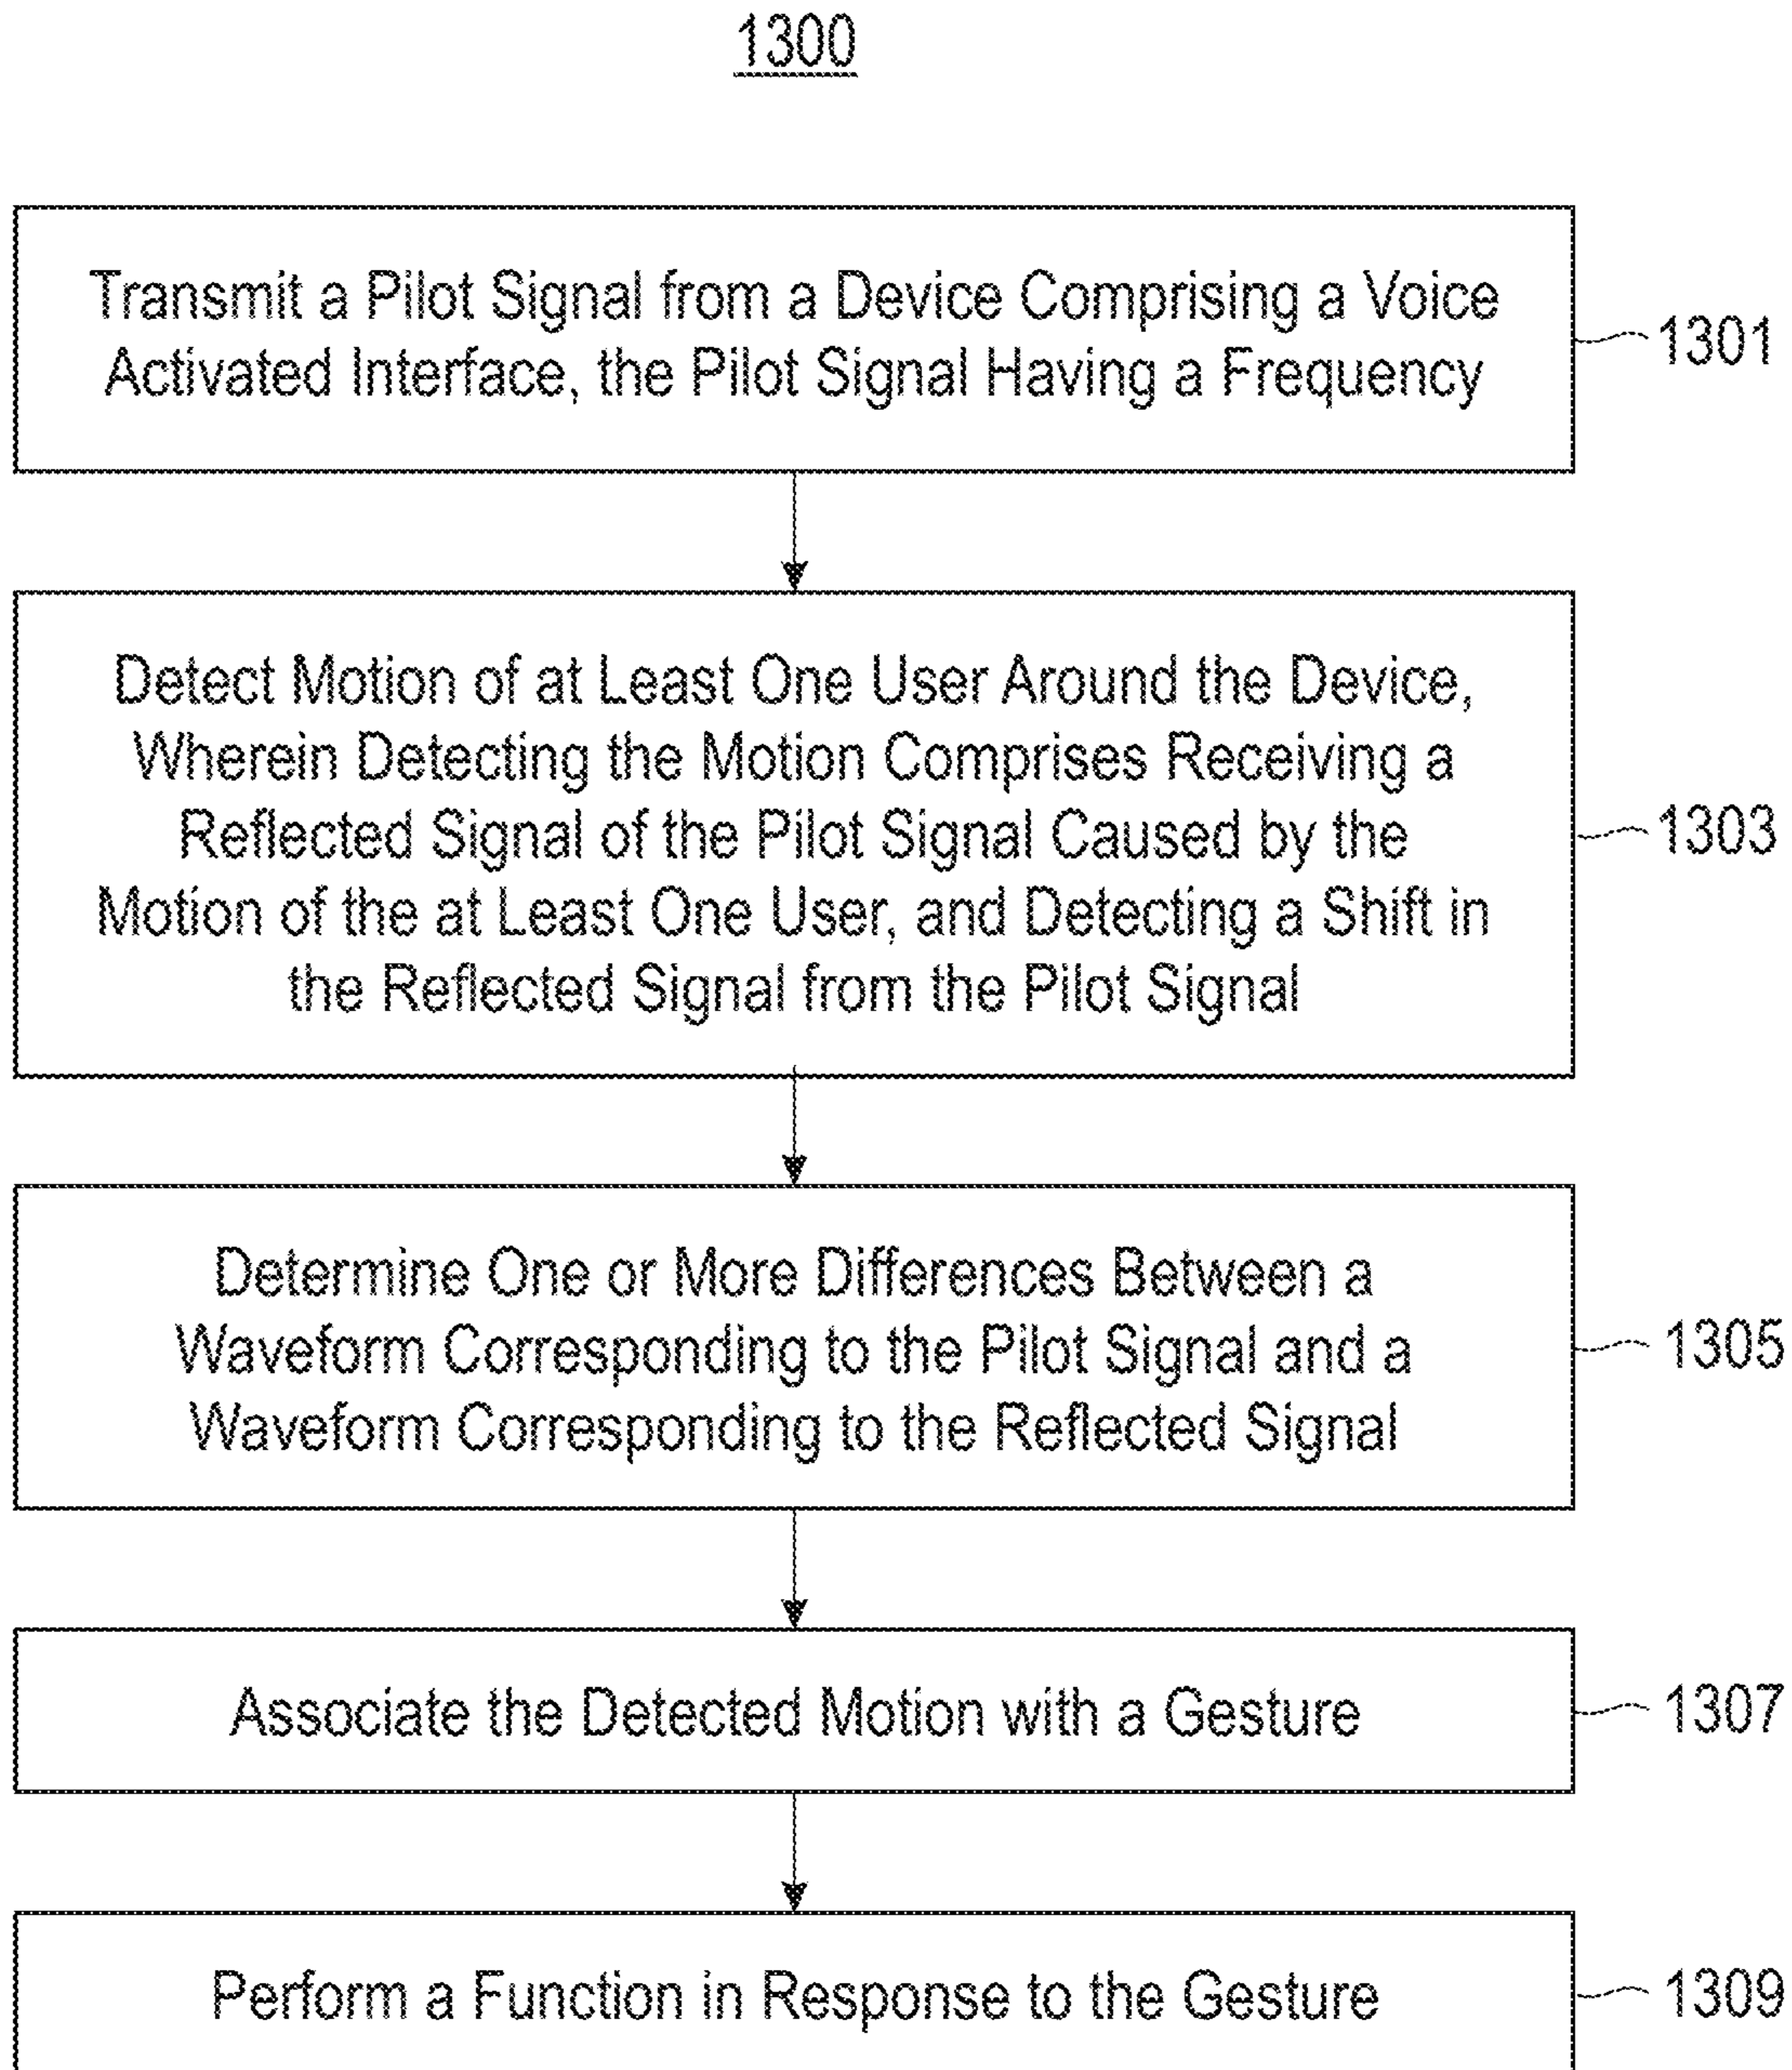 1300
Transmit a Pilot Signal from a Device Comprising a Voice
Activated Interface, the Pilot Signal Having a Frequency
1301
Detect Motion of at Least One User Around the Device,
Wherein Detecting the Motion Comprises Receiving a
Reflected Signal of the Pilot Signal Caused by the
Motion of the at Least One User, and Detecting a Shift in
the Reflected Signal from the Pilot Signal
1303
Determine One or More Differences Between a
Waveform Corresponding to the Pilot Signal and a
Waveform Corresponding to the Reflected Signal
1305
Associate the Detected Motion with a Gesture
1307
Perform a Function in Response to the Gesture
1309